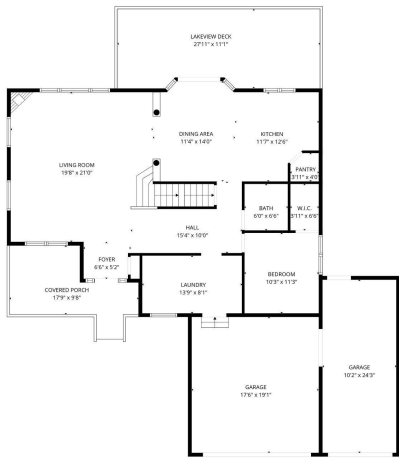 LAKEVIEW DECK
27'11" x 11'1"
DINING AREA
11'4" x 14'0"
KITCHEN
11'7" x 12'6"
LIVING ROOM
19'8" x 21'0"
PANTRY
3'11" x 4'0"
BATH
6'0" x 6'6"
W.I.C.
3'11" x 6'6"
HALL
15'4" x 10'0"
FOYER
6'6" x 5'2"
BEDROOM
10'3" x 11'3"
LAUNDRY
13'9" x 8'1"
COVERED PORCH
17'9" x 9'8"
GARAGE
17'6" x 19'1"
GARAGE
10'2" x 24'3"